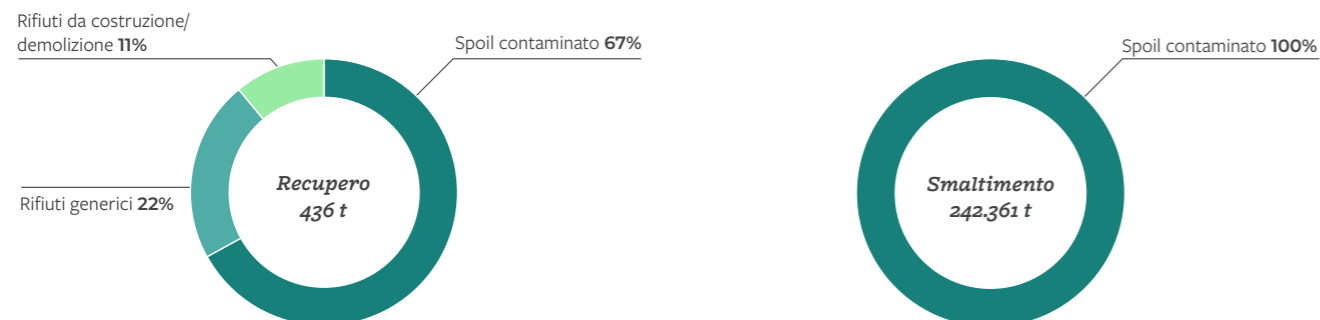 Rifiuti da costruzione/
demolizione 11%
Spoil contaminato 67%
Rifiuti generici 22%
Recupero
436 t
Spoil contaminato 100%
Smaltimento
242.361 t